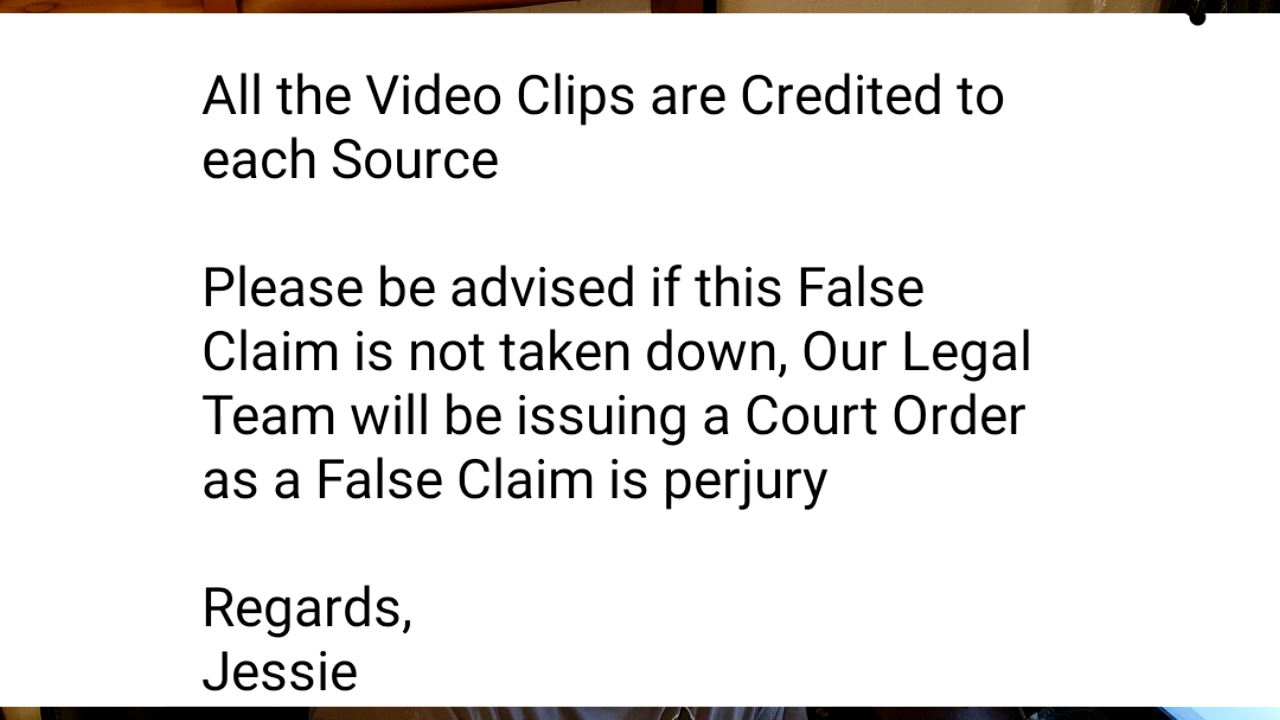 All the Video Clips are Credited to
each Source
Please be advised if this False
Claim is not taken down, Our Legal
Team will be issuing a Court Order
as a False Claim is perjury
Regards,
Jessie